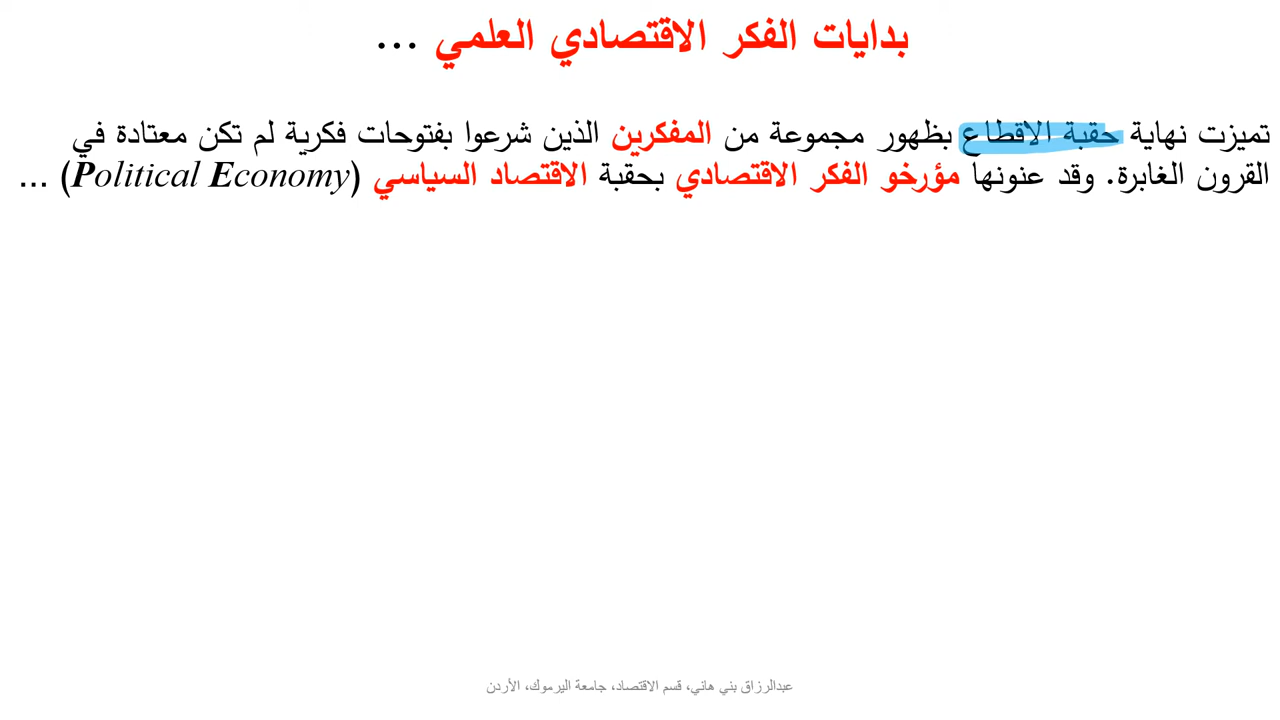 بدايات الفكر الاقتصادي العلمي ...
تميزت نهاية حقبة الاقطاع بظهور مجموعة من المفكرين الذين شرعوا بفتوحات فكرية لم تكن معتادة في
القرون الغابرة. وقد عنونها مؤرخو الفكر الاقتصادي بحقبة الاقتصاد السياسي (Political Economy) ...
عبدالرزاق بني هاني، قسم الاقتصاد، جامعة اليرموك، الأردن